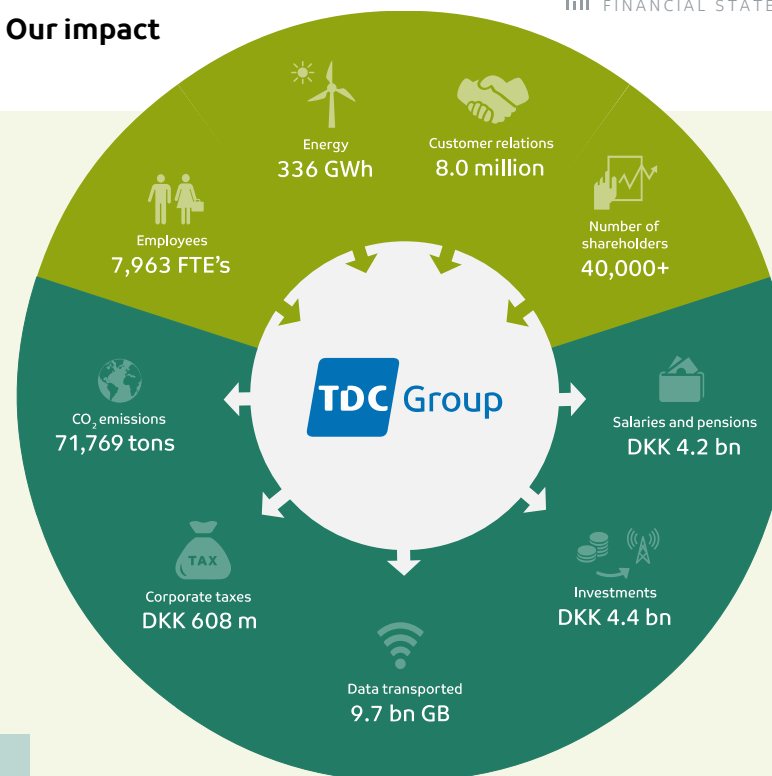 FINANCIAL STATE
Our impact
Energy
336 GWh
Customer relations
8.0 million
Employees
7,963 FTE's
Number of
shareholders
40,000+
TDC Group
CO₂ emissions
71,769 tons
Salaries and pensions
DKK 4.2 bn
TAX
Corporate taxes
DKK 608 m
Investments
DKK 4.4 bn
Data transported
9.7 bn GB